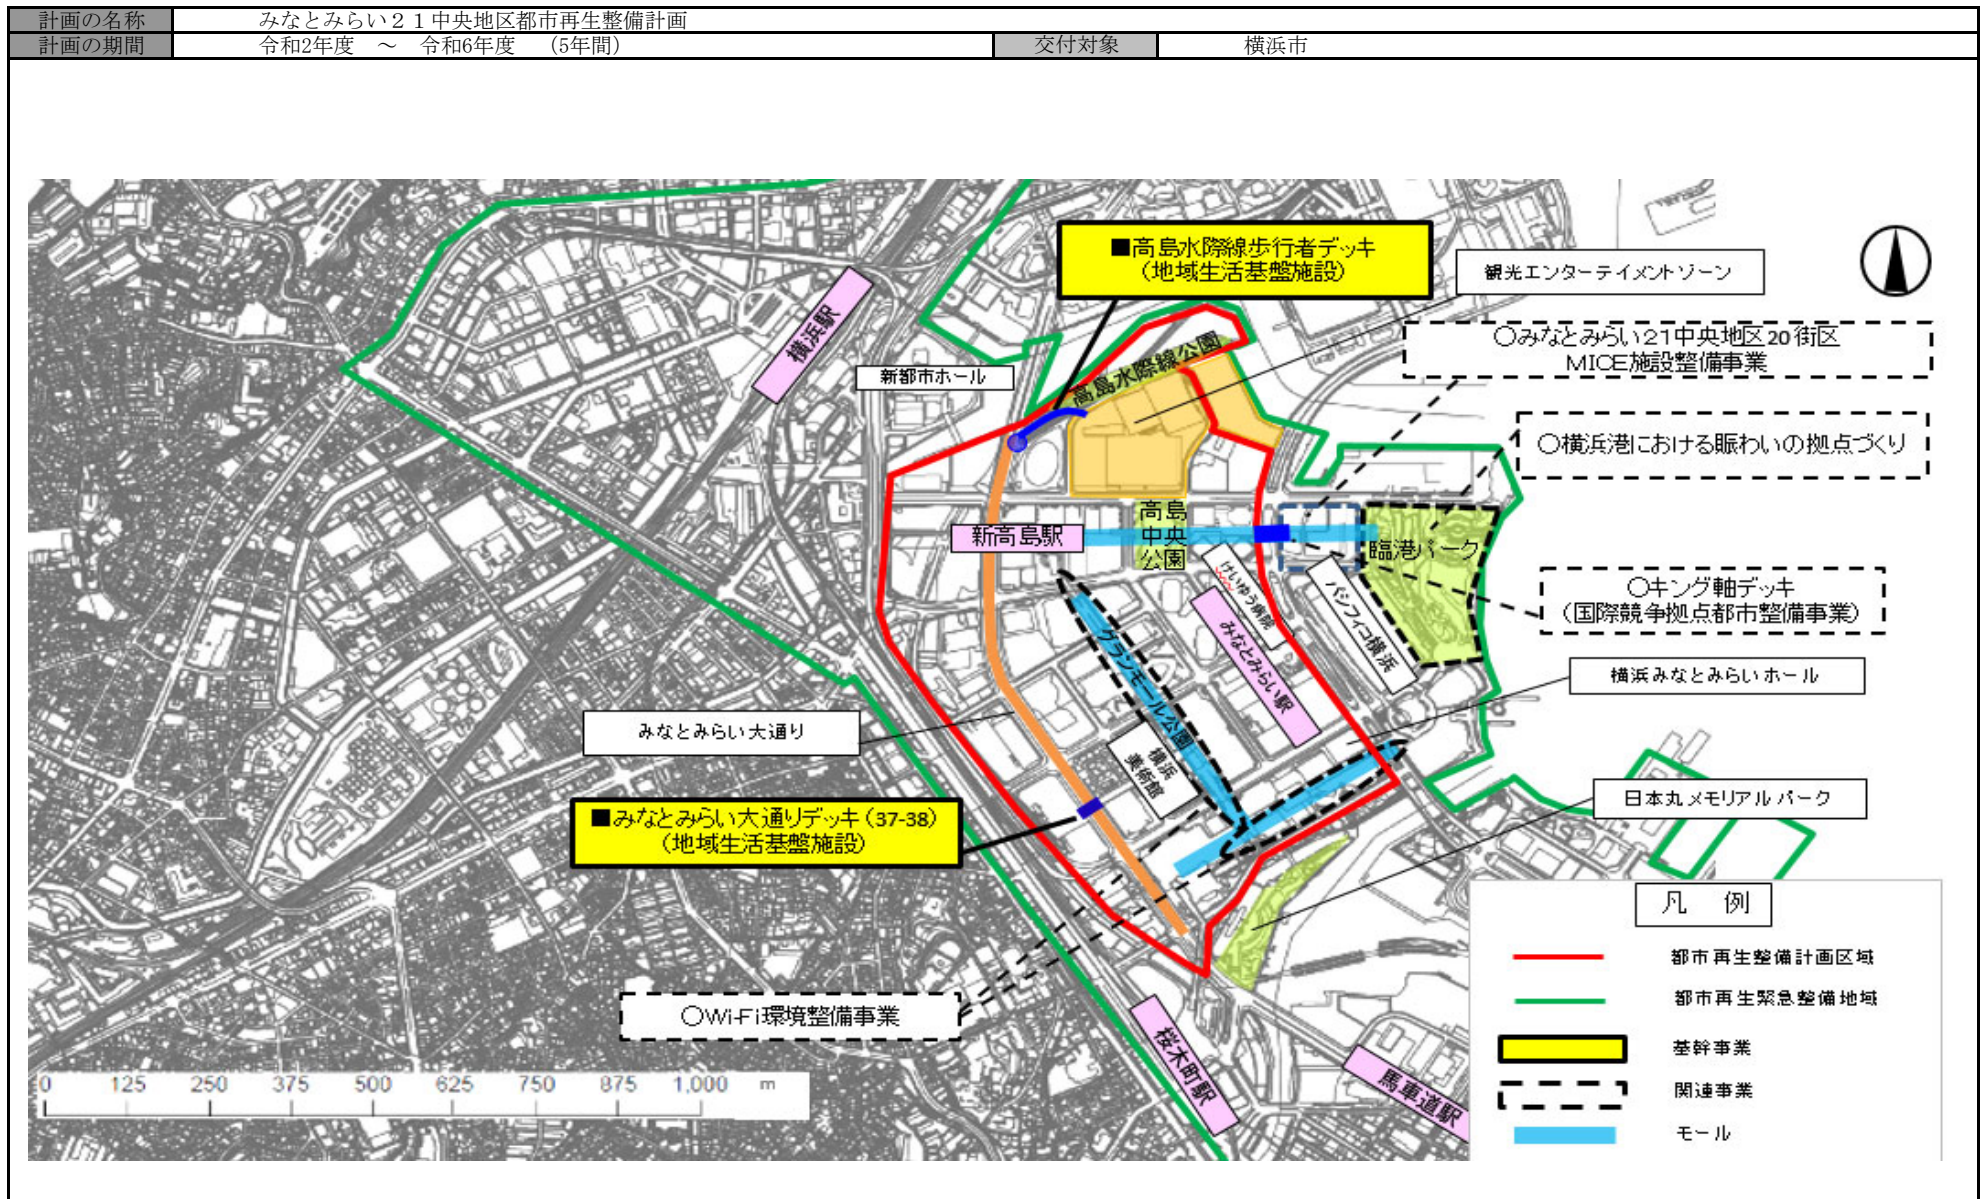 計画の名称 みなとみらい２１中央地区都市再生整備計画
計画の期間 令和2年度 ～ 令和6年度 （5年間） 交付対象 横浜市
■高島水際線歩行者デッキ
（地域生活基盤施設）
観光エンターテイメントゾーン
○みなとみらい21中央地区20街区
MICE施設整備事業
横浜駅
新都市ホール
高島水際線公園
○横浜港における賑わいの拠点づくり
高島
中央
公園
新高島駅
臨港パーク
けいゆう病院
パシフィコ横浜
○キング軸デッキ
（国際競争拠点都市整備事業）
みなとみらい駅
グランモール公園
横浜みなとみらいホール
みなとみらい大通り
横浜
美術館
日本丸メモリアルパーク
■みなとみらい大通りデッキ（37-38）
（地域生活基盤施設）
○Wi-Fi環境整備事業
桜木町駅
馬車道駅
凡 例
都市再生整備計画区域
都市再生緊急整備地域
基幹事業
関連事業
モール
0 125 250 375 500 625 750 875 1,000 m